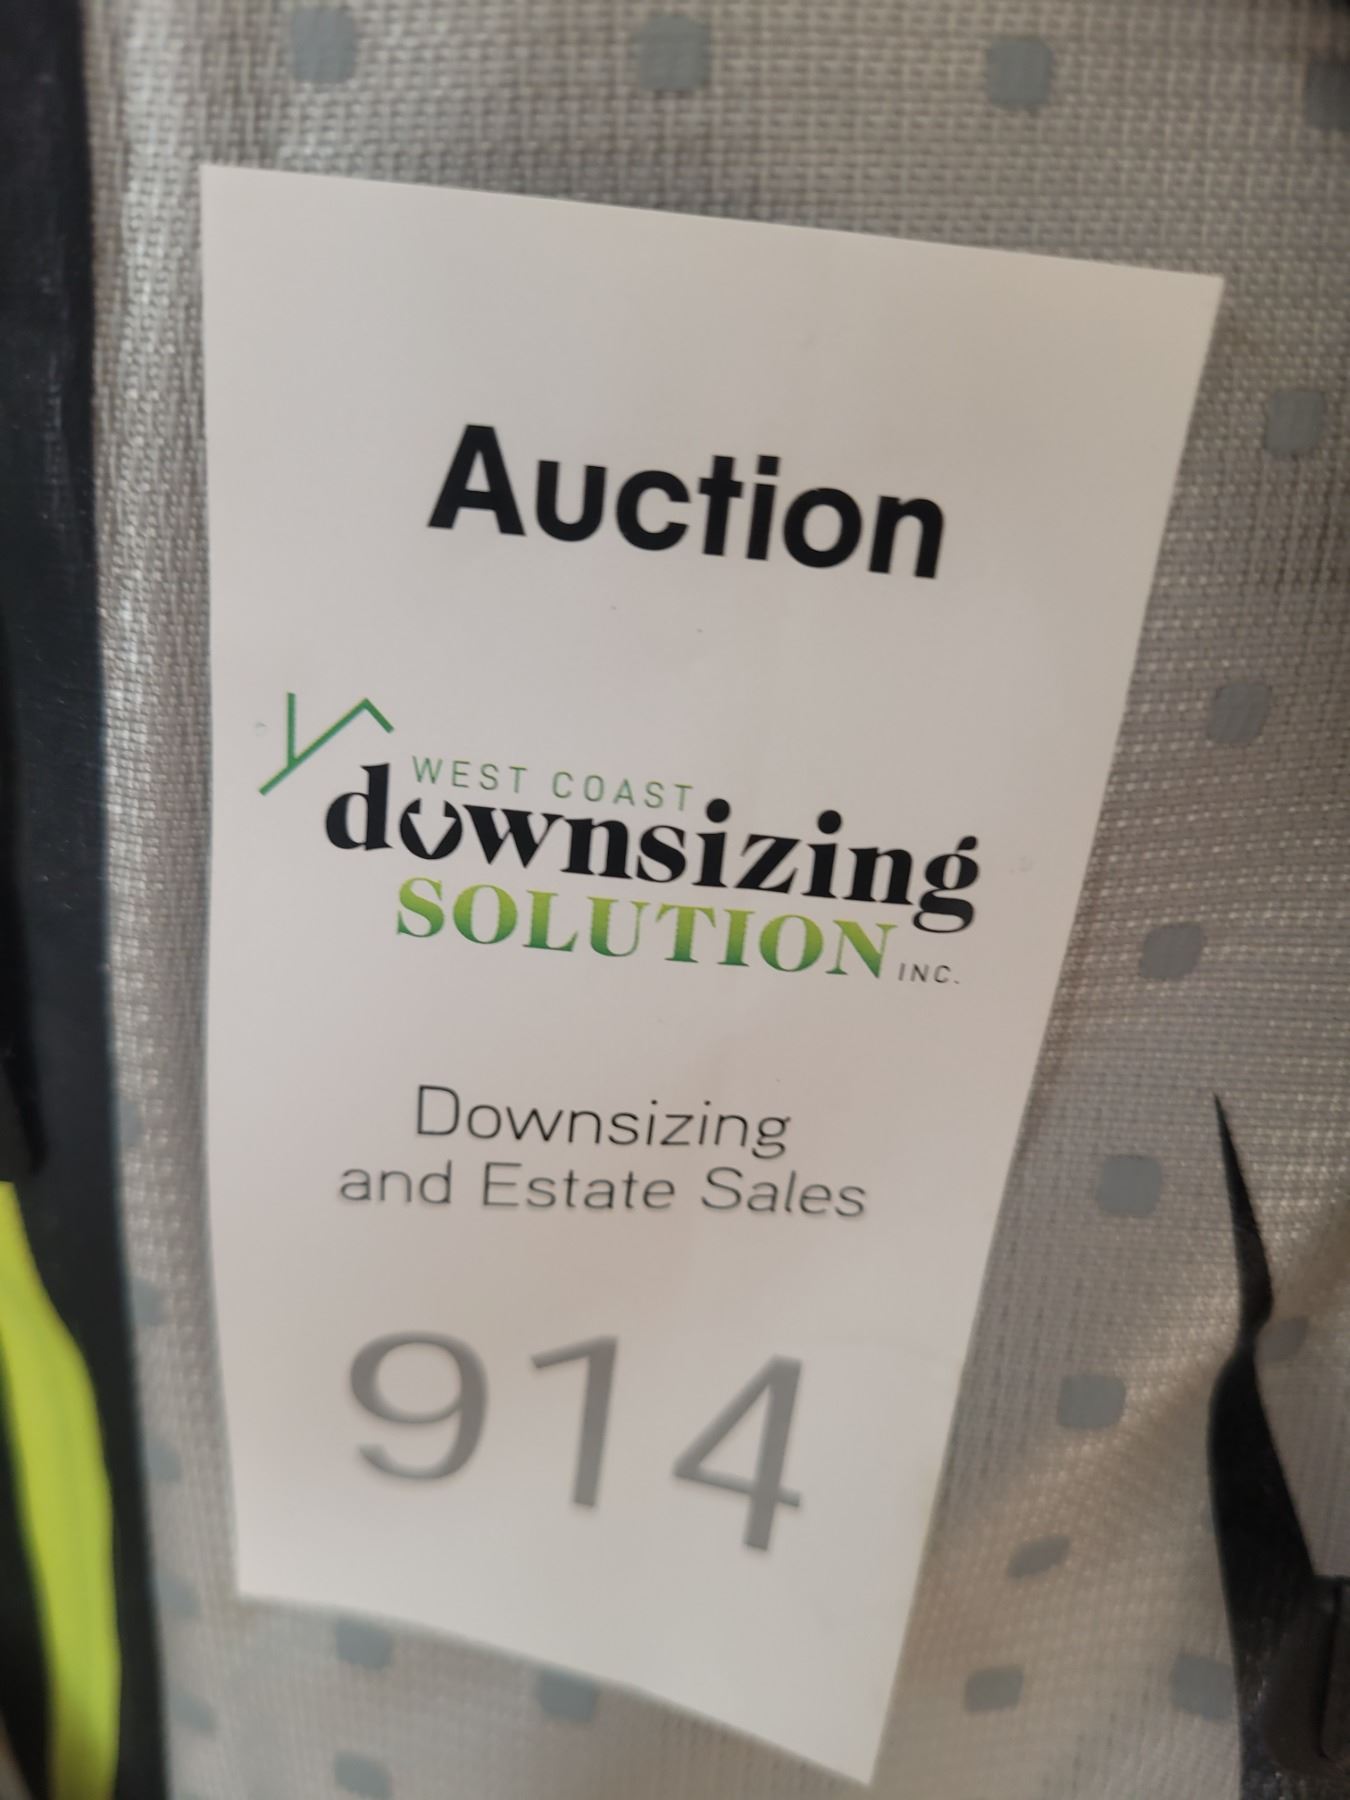 Auction
WEST COAST
downsizing
SOLUTION INC.
Downsizing
and Estate Sales
914